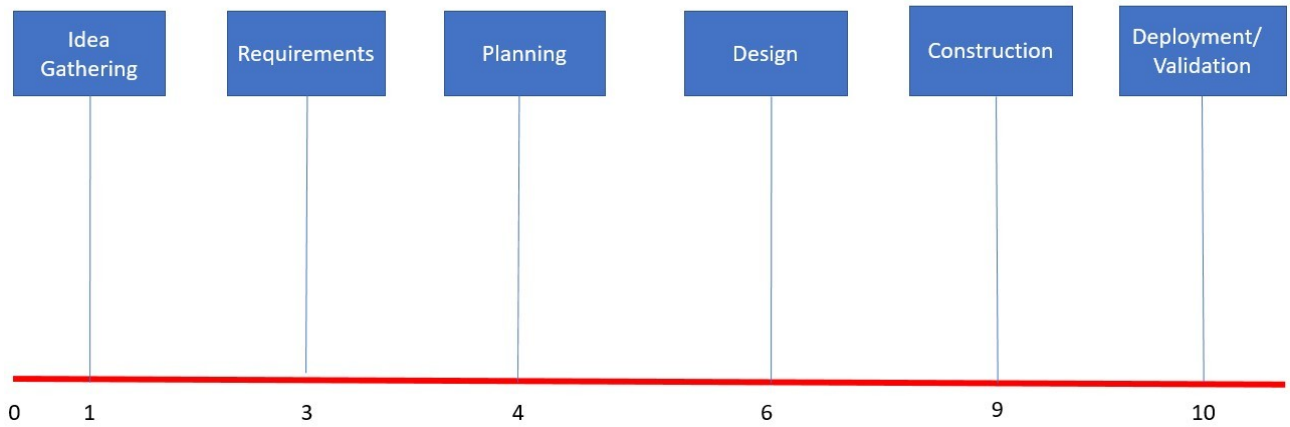 Idea
Gathering
Requirements
Planning
Design
Construction
Deployment/
Validation
0 1 3 4 6 9 10